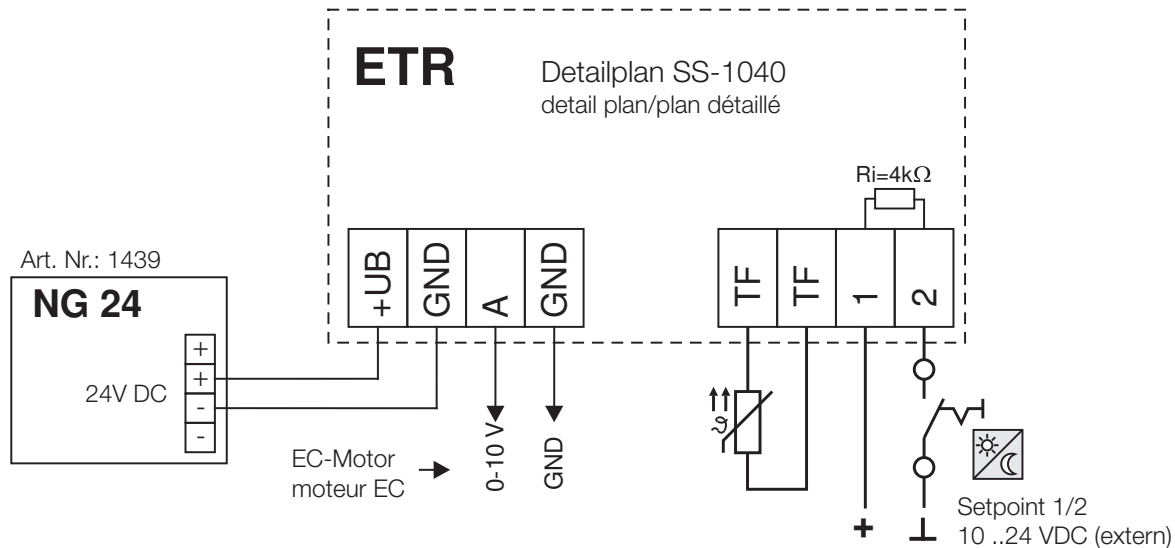 ETR
Detailplan SS-1040
detail plan/plan détaillé
Ri=4kΩ
+UB
GND
A
GND
TF
TF
1
2
Art. Nr.: 1439
NG 24
24V DC
+
+
-
-
EC-Motor
moteur EC
0-10 V
GND
ϑ
+
Setpoint 1/2
10 ..24 VDC (extern)